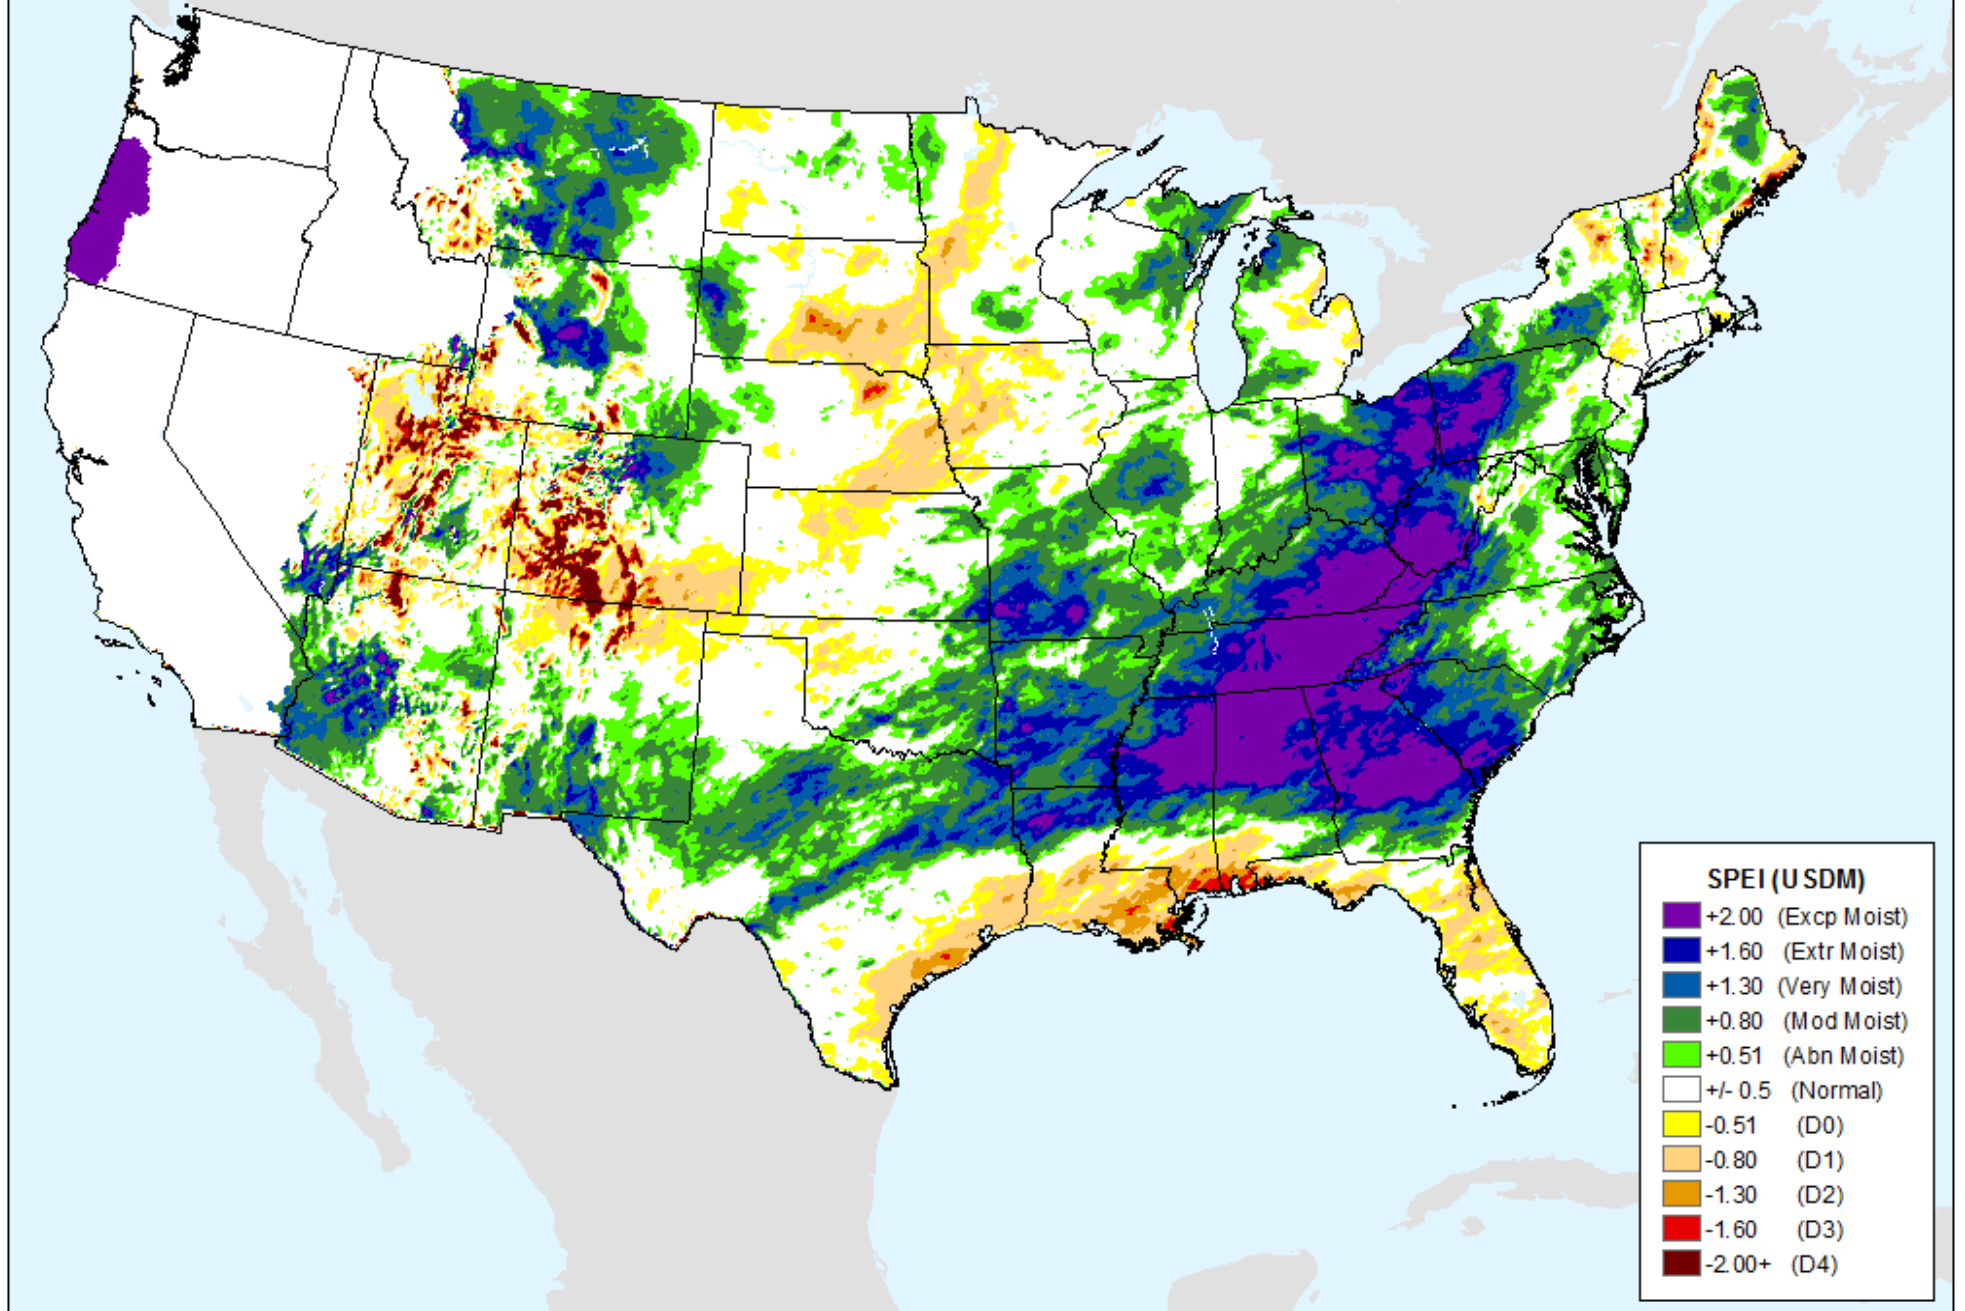 SPEI (USDM)
+2.00 (Excp Moist)
+1.60 (Extr Moist)
+1.30 (Very Moist)
+0.80 (Mod Moist)
+0.51 (Abn Moist)
+/- 0.5 (Normal)
-0.51 (D0)
-0.80 (D1)
-1.30 (D2)
-1.60 (D3)
-2.00+ (D4)